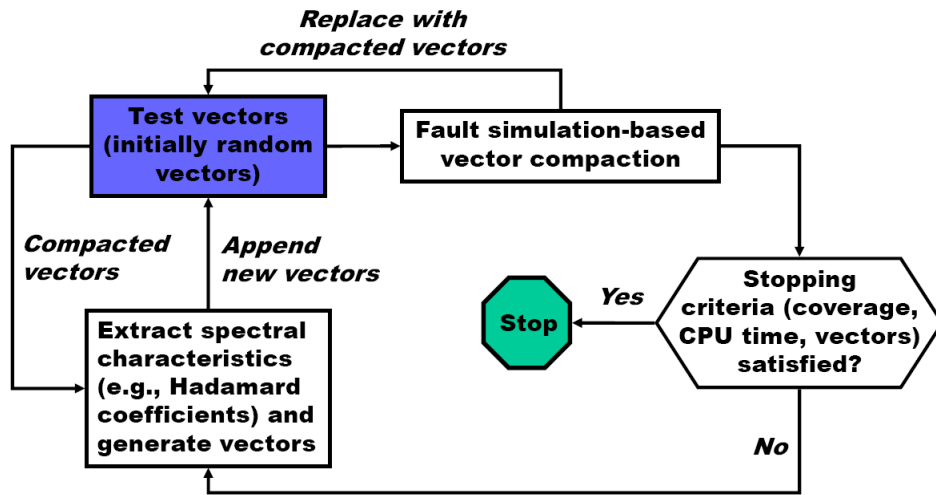 Replace with
compacted vectors
Test vectors
(initially random
vectors)
Fault simulation-based
vector compaction
Compacted
vectors
Append
new vectors
Extract spectral
characteristics
(e.g., Hadamard
coefficients) and
generate vectors
Stop
Yes
Stopping
criteria (coverage,
CPU time, vectors)
satisfied?
No